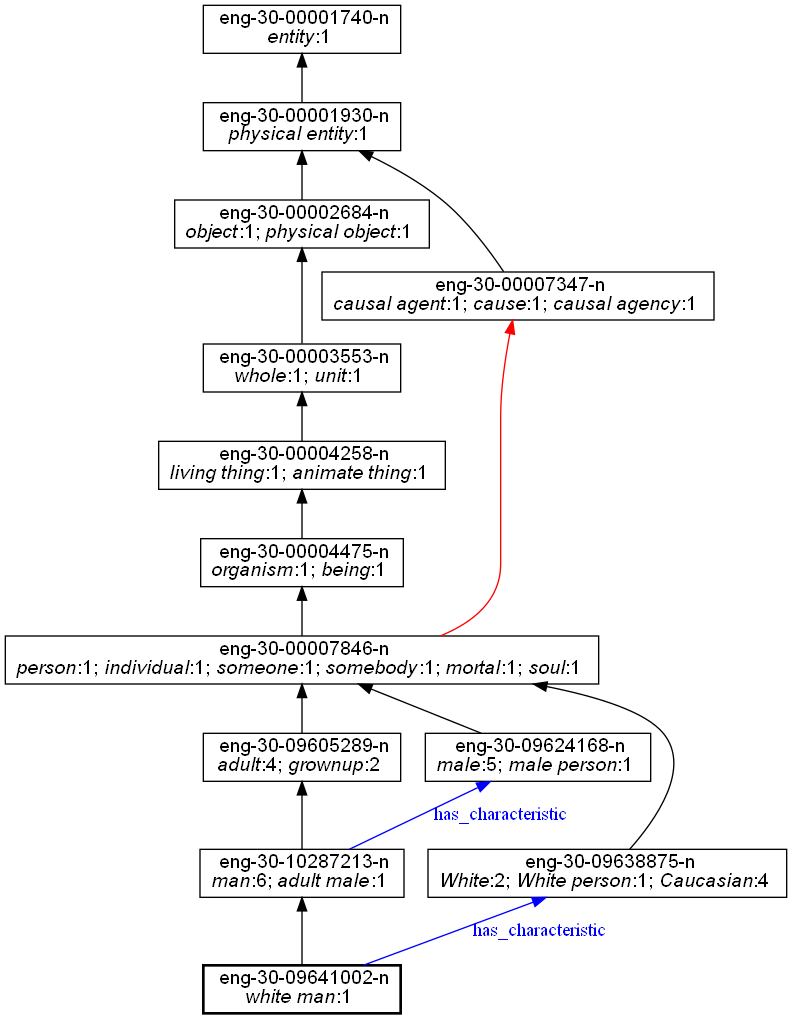 eng-30-00001740-n
entity:1
eng-30-00001930-n
physical entity:1
eng-30-00002684-n
object:1; physical object:1
eng-30-00007347-n
causal agent:1; cause:1; causal agency:1
eng-30-00003553-n
whole:1; unit:1
eng-30-00004258-n
living thing:1; animate thing:1
eng-30-00004475-n
organism:1; being:1
eng-30-00007846-n
person:1; individual:1; someone:1; somebody:1; mortal:1; soul:1
eng-30-09605289-n
adult:4; grownup:2
eng-30-09624168-n
male:5; male person:1
has_characteristic
eng-30-10287213-n
man:6; adult male:1
eng-30-09638875-n
White:2; White person:1; Caucasian:4
has_characteristic
eng-30-09641002-n
white man:1